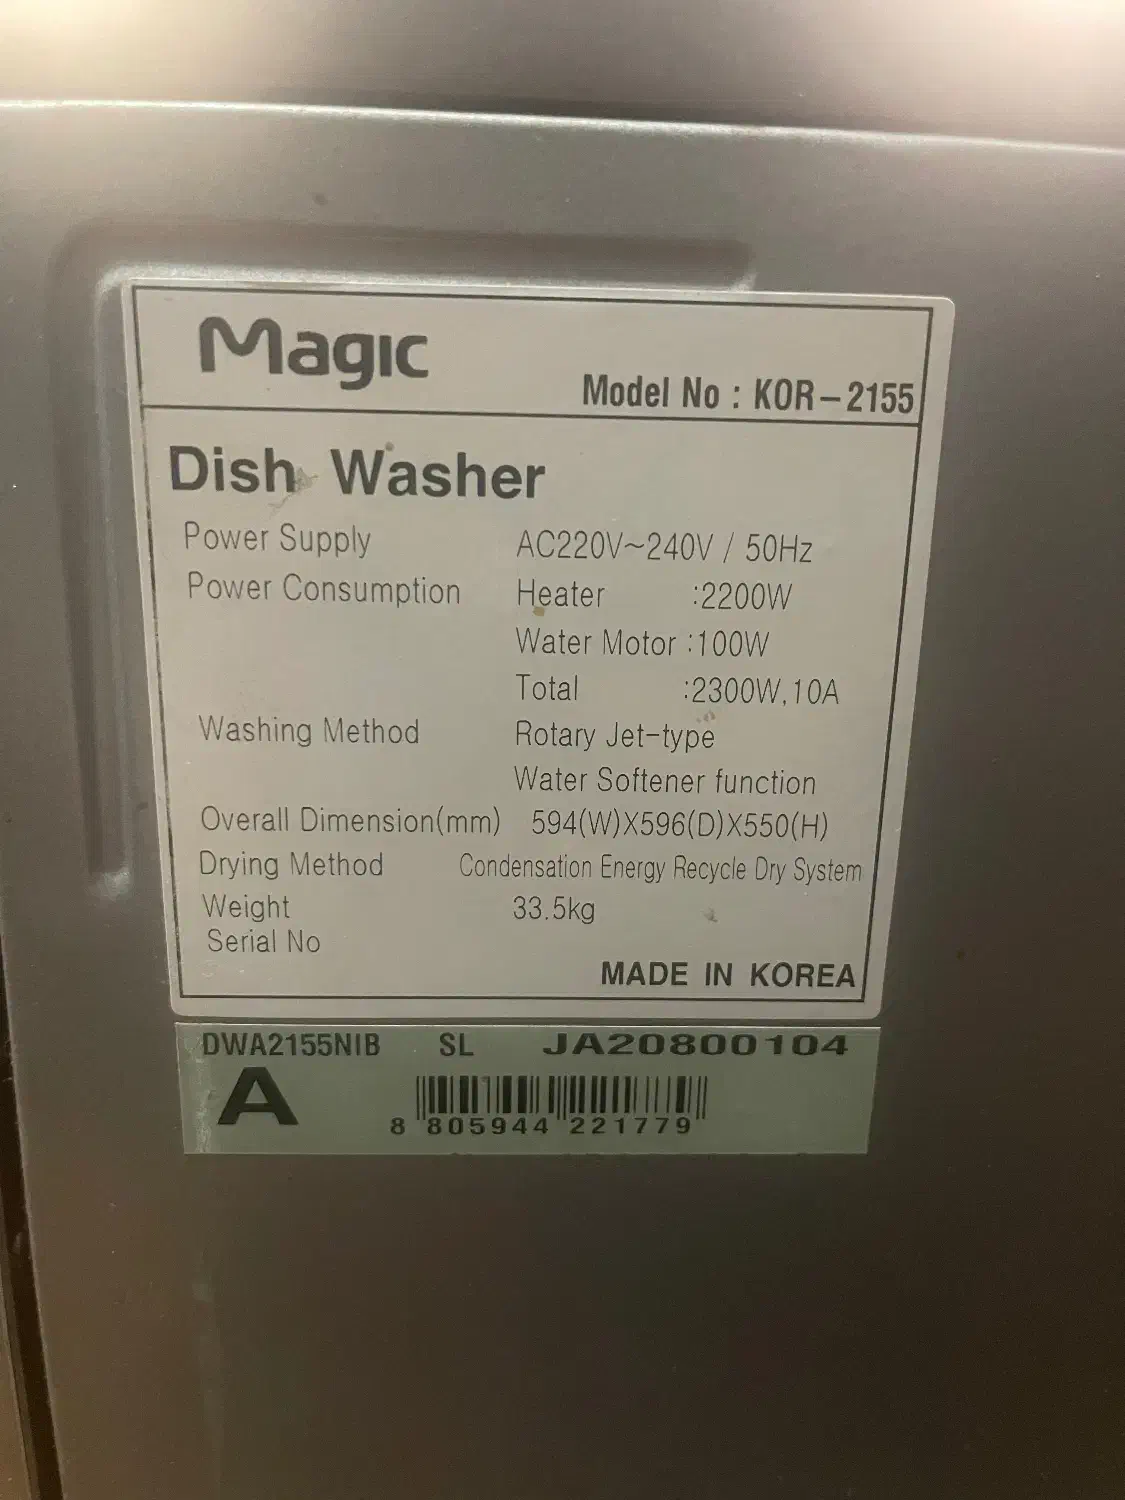 Magic
Model No : KOR-2155
Dish Washer
Power Supply AC220V~240V / 50Hz
Power Consumption Heater :2200W
Water Motor :100W
Total :2300W,10A
Washing Method Rotary Jet-type
Water Softener function
Overall Dimension(mm) 594(W)X596(D)X550(H)
Drying Method Condensation Energy Recycle Dry System
Weight 33.5kg
Serial No
MADE IN KOREA
DWA2155NIB SL JA20800104
A
8 805944 221779